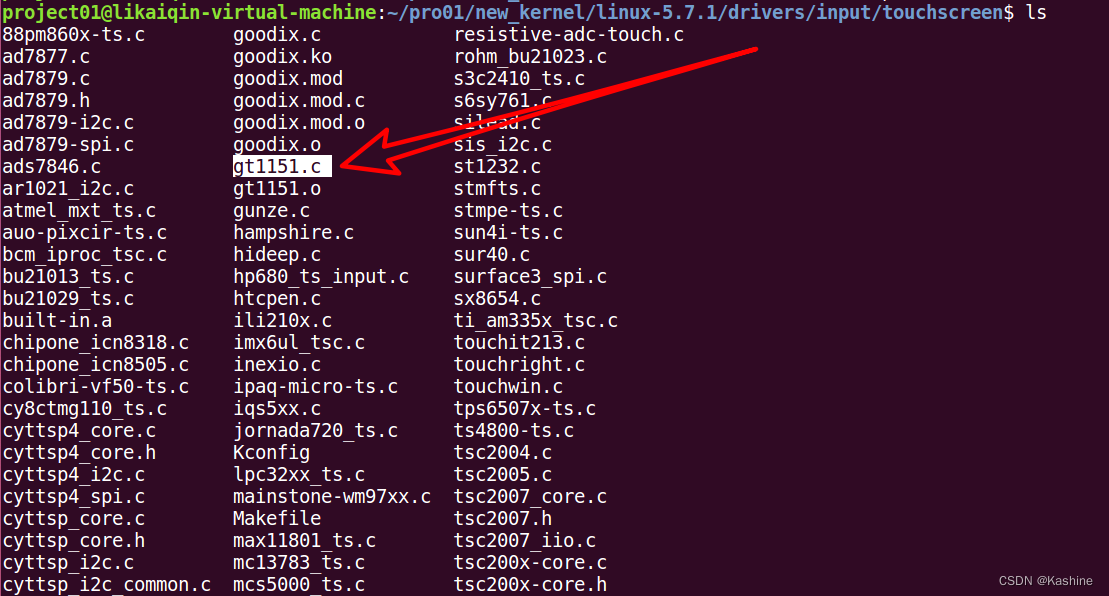 project01@likaiqin-virtual-machine:~/pro01/new_kernel/linux-5.7.1/drivers/input/touchscreen$ ls
88pm860x-ts.c goodix.c resistive-adc-touch.c
ad7877.c goodix.ko rohm_bu21023.c
ad7879.c goodix.mod s3c2410_ts.c
ad7879.h goodix.mod.c s6sy761.c
ad7879-i2c.c goodix.mod.o silead.c
ad7879-spi.c goodix.o sis_i2c.c
ads7846.c gt1151.c st1232.c
ar1021_i2c.c gt1151.o stmfts.c
atmel_mxt_ts.c gunze.c stmpe-ts.c
auo-pixcir-ts.c hampshire.c sun4i-ts.c
bcm_iproc_tsc.c hideep.c sur40.c
bu21013_ts.c hp680_ts_input.c surface3_spi.c
bu21029_ts.c htcpen.c sx8654.c
built-in.a ili210x.c ti_am335x_tsc.c
chipone_icn8318.c imx6ul_tsc.c touchit213.c
chipone_icn8505.c inexio.c touchright.c
colibri-vf50-ts.c ipaq-micro-ts.c touchwin.c
cy8ctmg110_ts.c iqs5xx.c tps6507x-ts.c
cyttsp4_core.c jornada720_ts.c ts4800-ts.c
cyttsp4_core.h Kconfig tsc2004.c
cyttsp4_i2c.c lpc32xx_ts.c tsc2005.c
cyttsp4_spi.c mainstone-wm97xx.c tsc2007_core.c
cyttsp_core.c Makefile tsc2007.h
cyttsp_core.h max11801_ts.c tsc2007_iio.c
cyttsp_i2c.c mc13783_ts.c tsc200x-core.c
cyttsp_i2c_common.c mcs5000_ts.c tsc200x-core.h
CSDN @Kashine